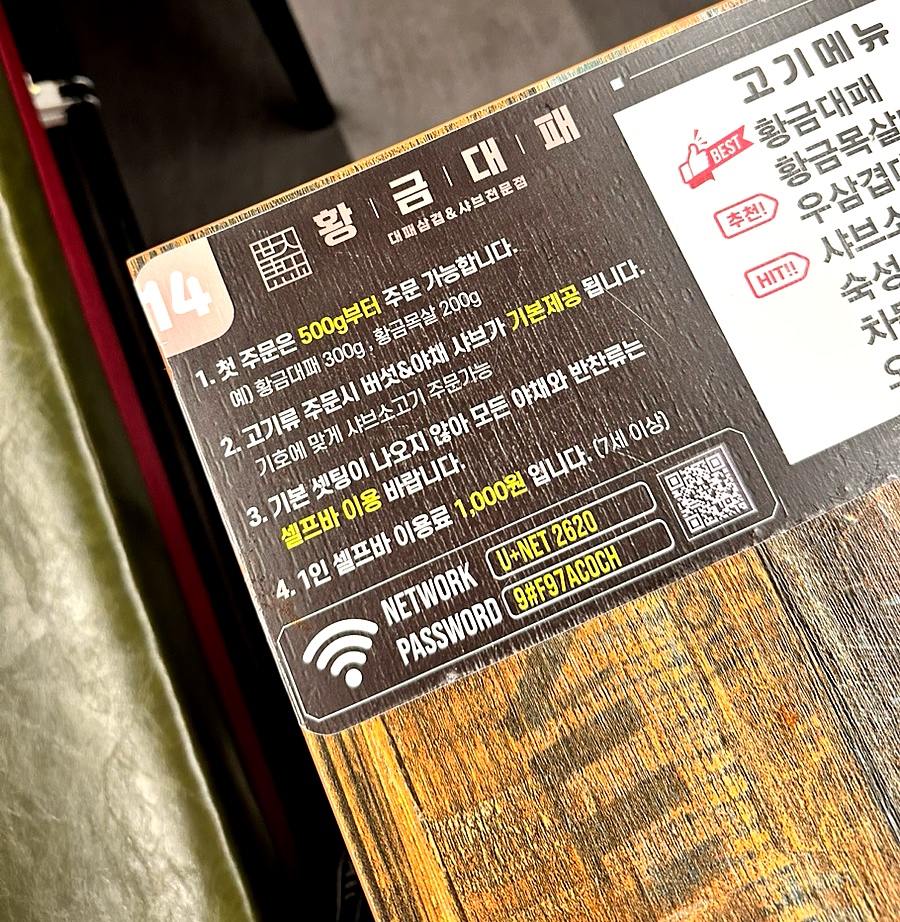 14
황 금 대 패
대패삼겹&샤브전문점
1. 첫 주문은 500g부터 주문 가능합니다.
예) 황금대패 300g , 황금목살 200g
2. 고기류 주문시 버섯&야채 샤브가 기본제공 됩니다.
기호에 맞게 샤브소고기 주문가능
3. 기본 셋팅이 나오지 않아 모든 야채와 반찬류는
셀프바 이용 바랍니다.
4. 1인 셀프바 이용료 1,000원 입니다. (7세 이상)
NETWORK U+NET 2620
PASSWORD 9#F97AC0CH
고기메뉴
BEST 황금대패
황금목살
추천! 우삼겹
HIT!! 샤브소
숙성